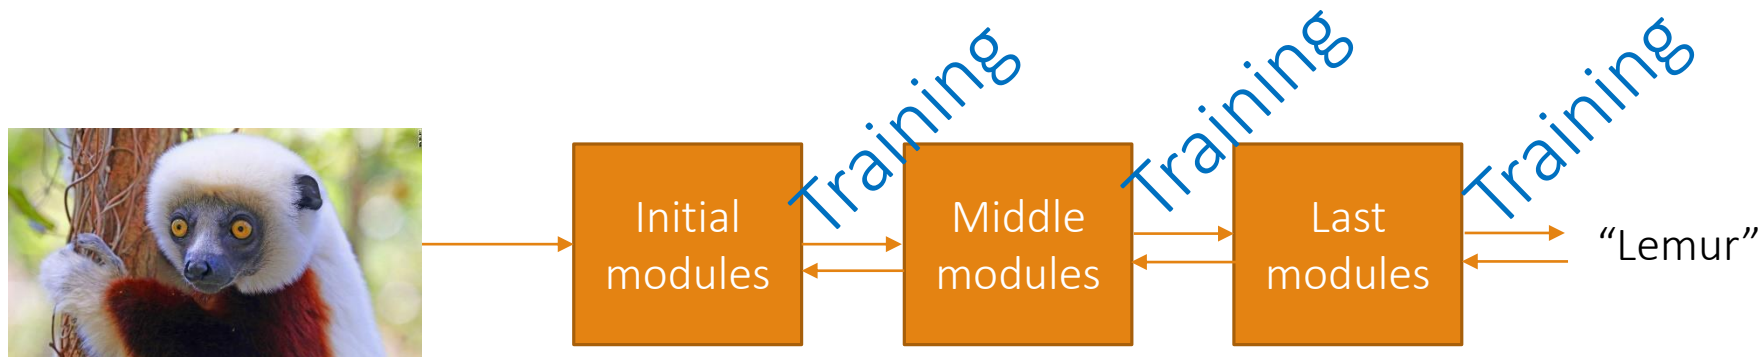 Training
Training
Training
Initial
modules
Middle
modules
Last
modules
“Lemur”